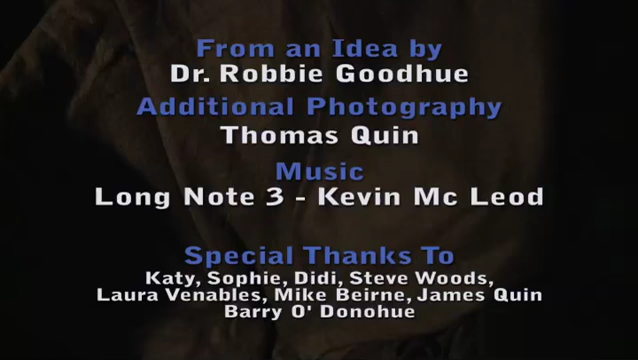 From an Idea by
Dr. Robbie Goodhue
Additional Photography
Thomas Quin
Music
Long Note 3 - Kevin Mc Leod
Special Thanks To
Katy, Sophie, Didi, Steve Woods,
Laura Venables, Mike Beirne, James Quin
Barry O' Donohue